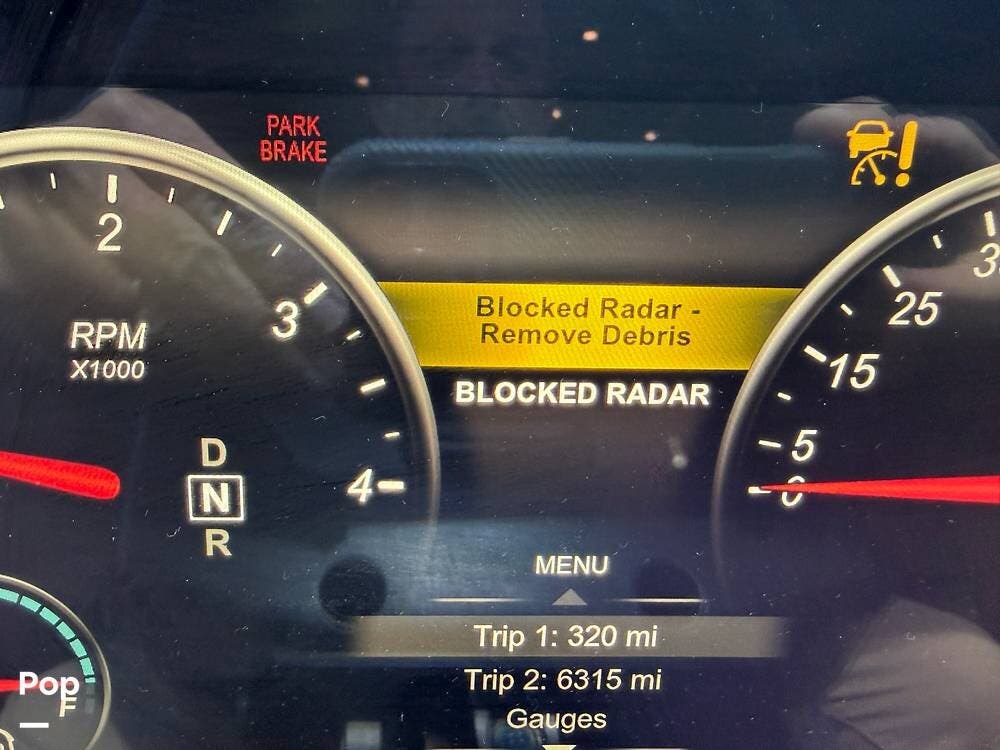 PARK
BRAKE
2
3
4
RPM
X1000
D
N
R
Blocked Radar -
Remove Debris
BLOCKED RADAR
25
15
5
0
MENU
Trip 1: 320 mi
Trip 2: 6315 mi
Gauges
F
Pop